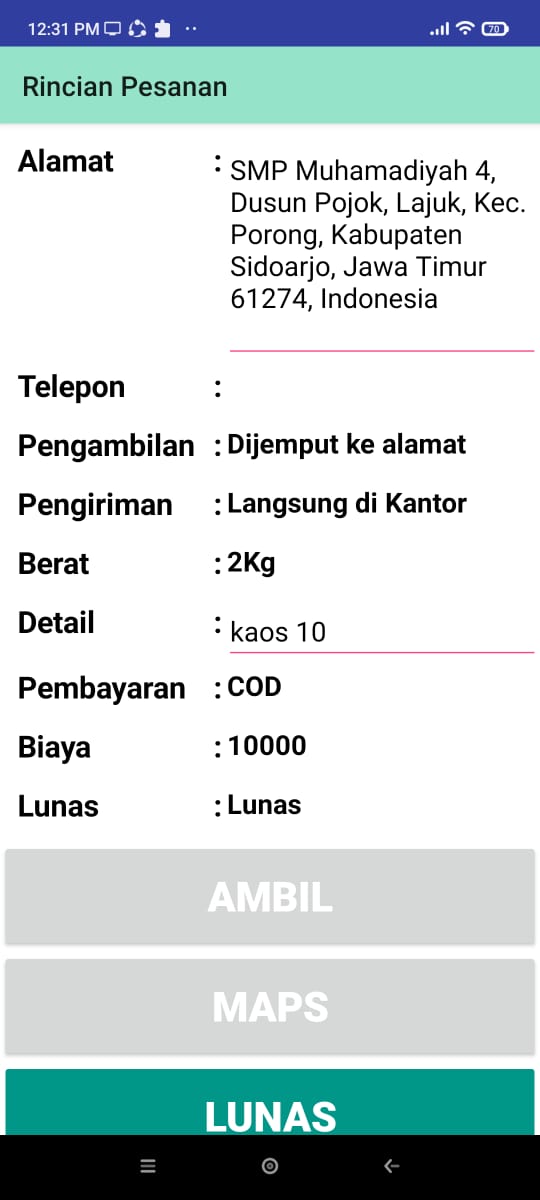 12:31 PM
70
Rincian Pesanan
Alamat : SMP Muhamadiyah 4,
Dusun Pojok, Lajuk, Kec.
Porong, Kabupaten
Sidoarjo, Jawa Timur
61274, Indonesia
Telepon :
Pengambilan : Dijemput ke alamat
Pengiriman : Langsung di Kantor
Berat : 2Kg
Detail : kaos 10
Pembayaran : COD
Biaya : 10000
Lunas : Lunas
AMBIL
MAPS
LUNAS